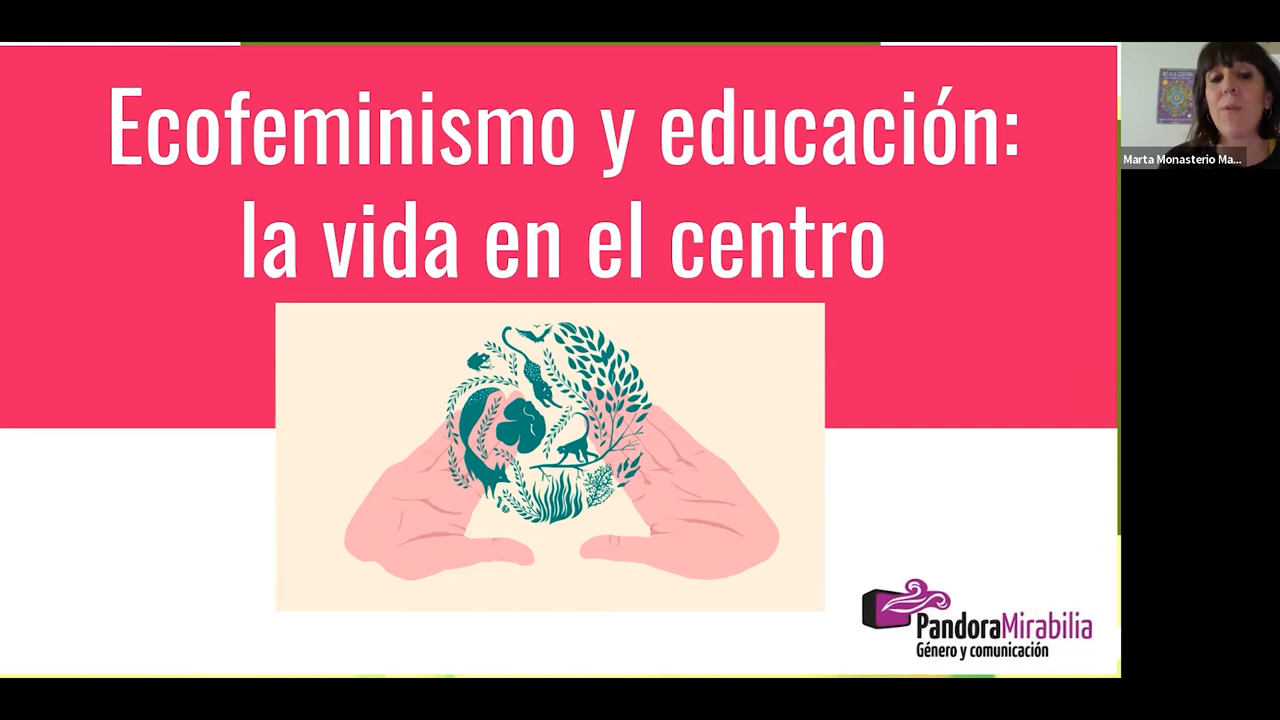 Ecofeminismo y educación:
la vida en el centro
PandoraMirabilia
Género y comunicación
Marta Monasterio Ma...